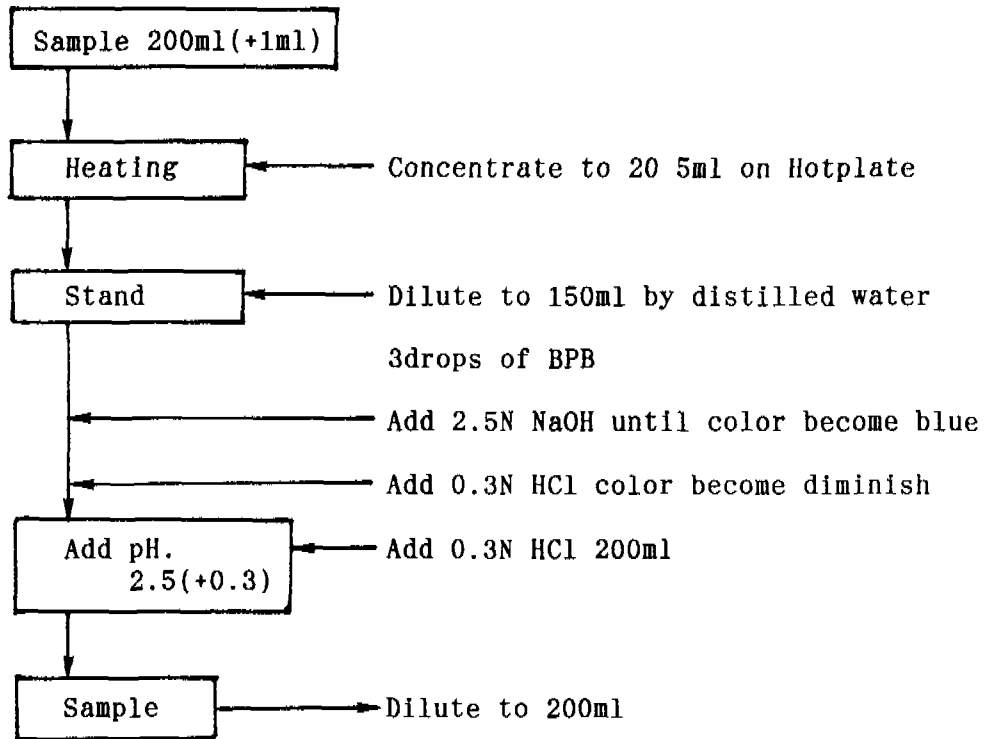 Sample 200ml(+1ml)
Heating
Concentrate to 20 5ml on Hotplate
Stand
Dilute to 150ml by distilled water
3drops of BPB
Add 2.5N NaOH until color become blue
Add 0.3N HCl color become diminish
Add pH.
2.5(+0.3)
Add 0.3N HCl 200ml
Sample
Dilute to 200ml